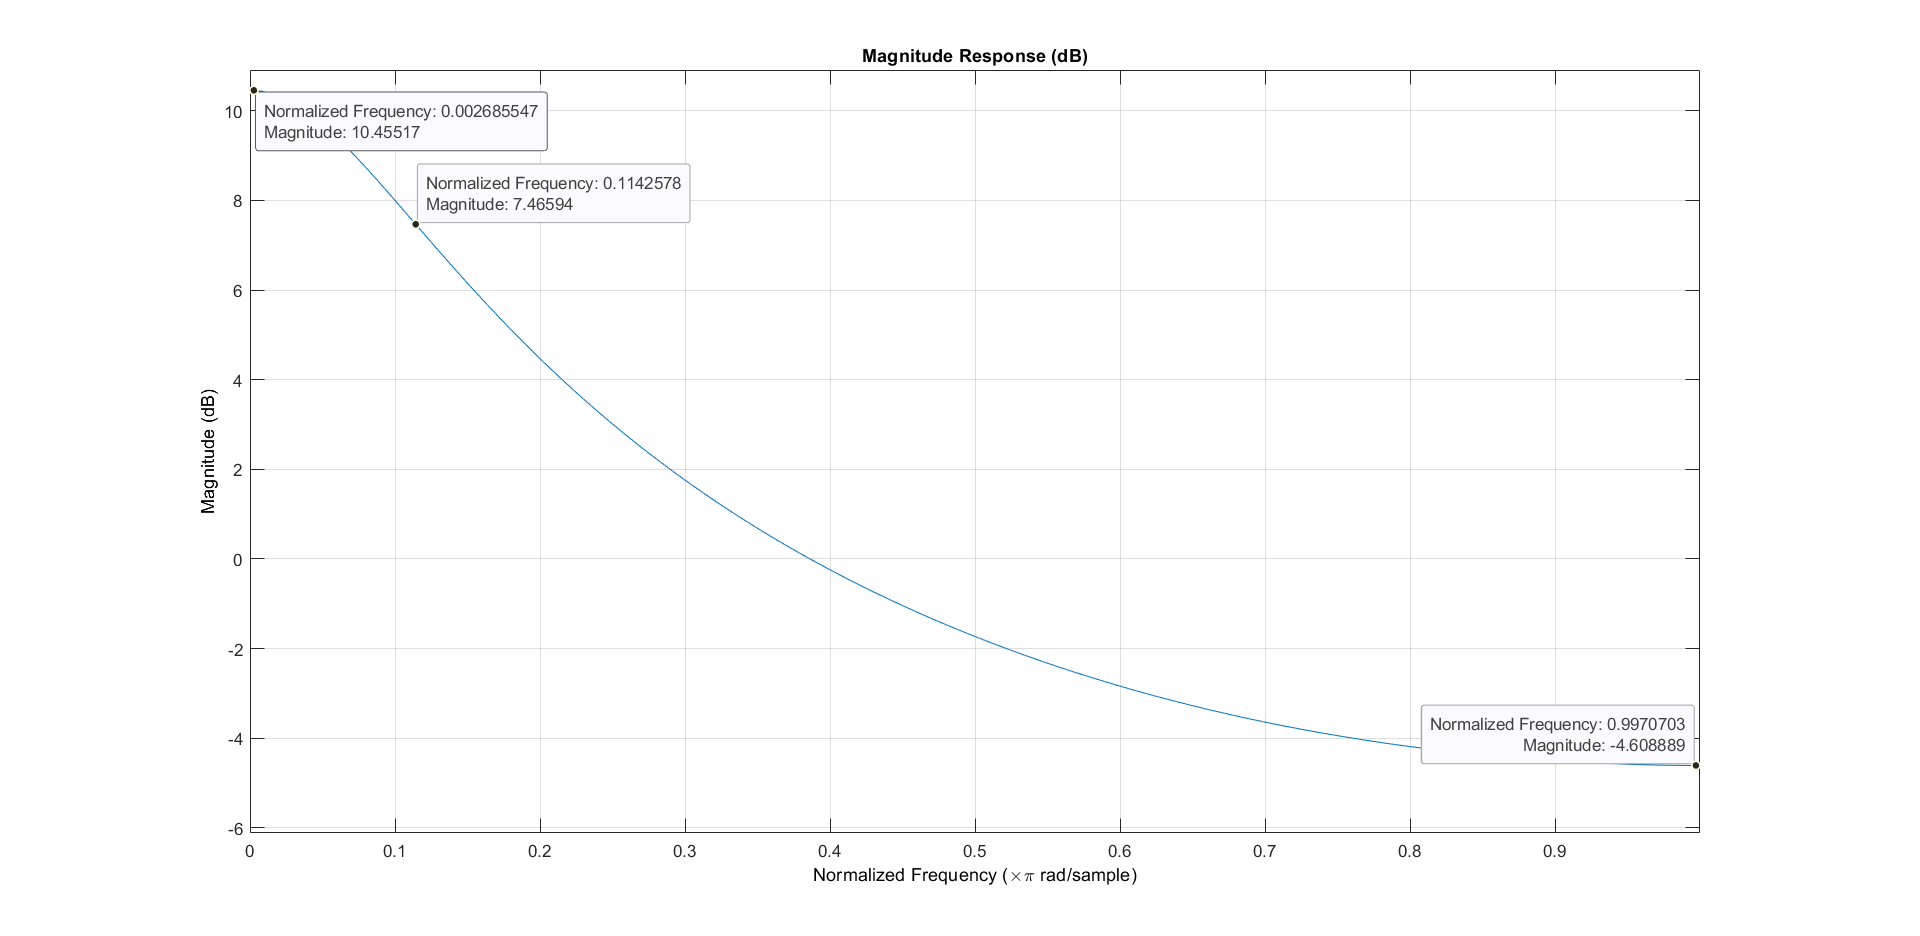 Magnitude Response (dB)
Normalized Frequency: 0.002685547
Magnitude: 10.45517
Normalized Frequency: 0.1142578
Magnitude: 7.46594
Normalized Frequency: 0.9970703
Magnitude: -4.608889
Magnitude (dB)
10
8
6
4
2
0
-2
-4
-6
0 0.1 0.2 0.3 0.4 0.5 0.6 0.7 0.8 0.9
Normalized Frequency (×π rad/sample)